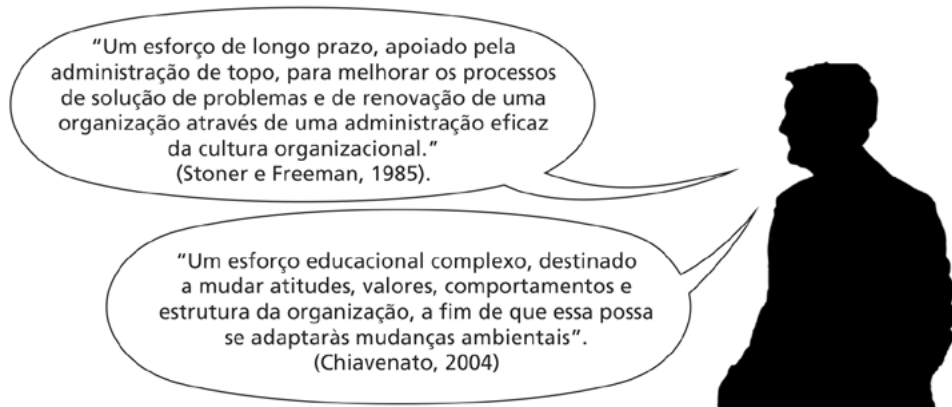 “Um esforço de longo prazo, apoiado pela
administração de topo, para melhorar os processos
de solução de problemas e de renovação de uma
organização através de uma administração eficaz
da cultura organizacional.”
(Stoner e Freeman, 1985).
“Um esforço educacional complexo, destinado
a mudar atitudes, valores, comportamentos e
estrutura da organização, a fim de que essa possa
se adaptaràs mudanças ambientais”.
(Chiavenato, 2004)